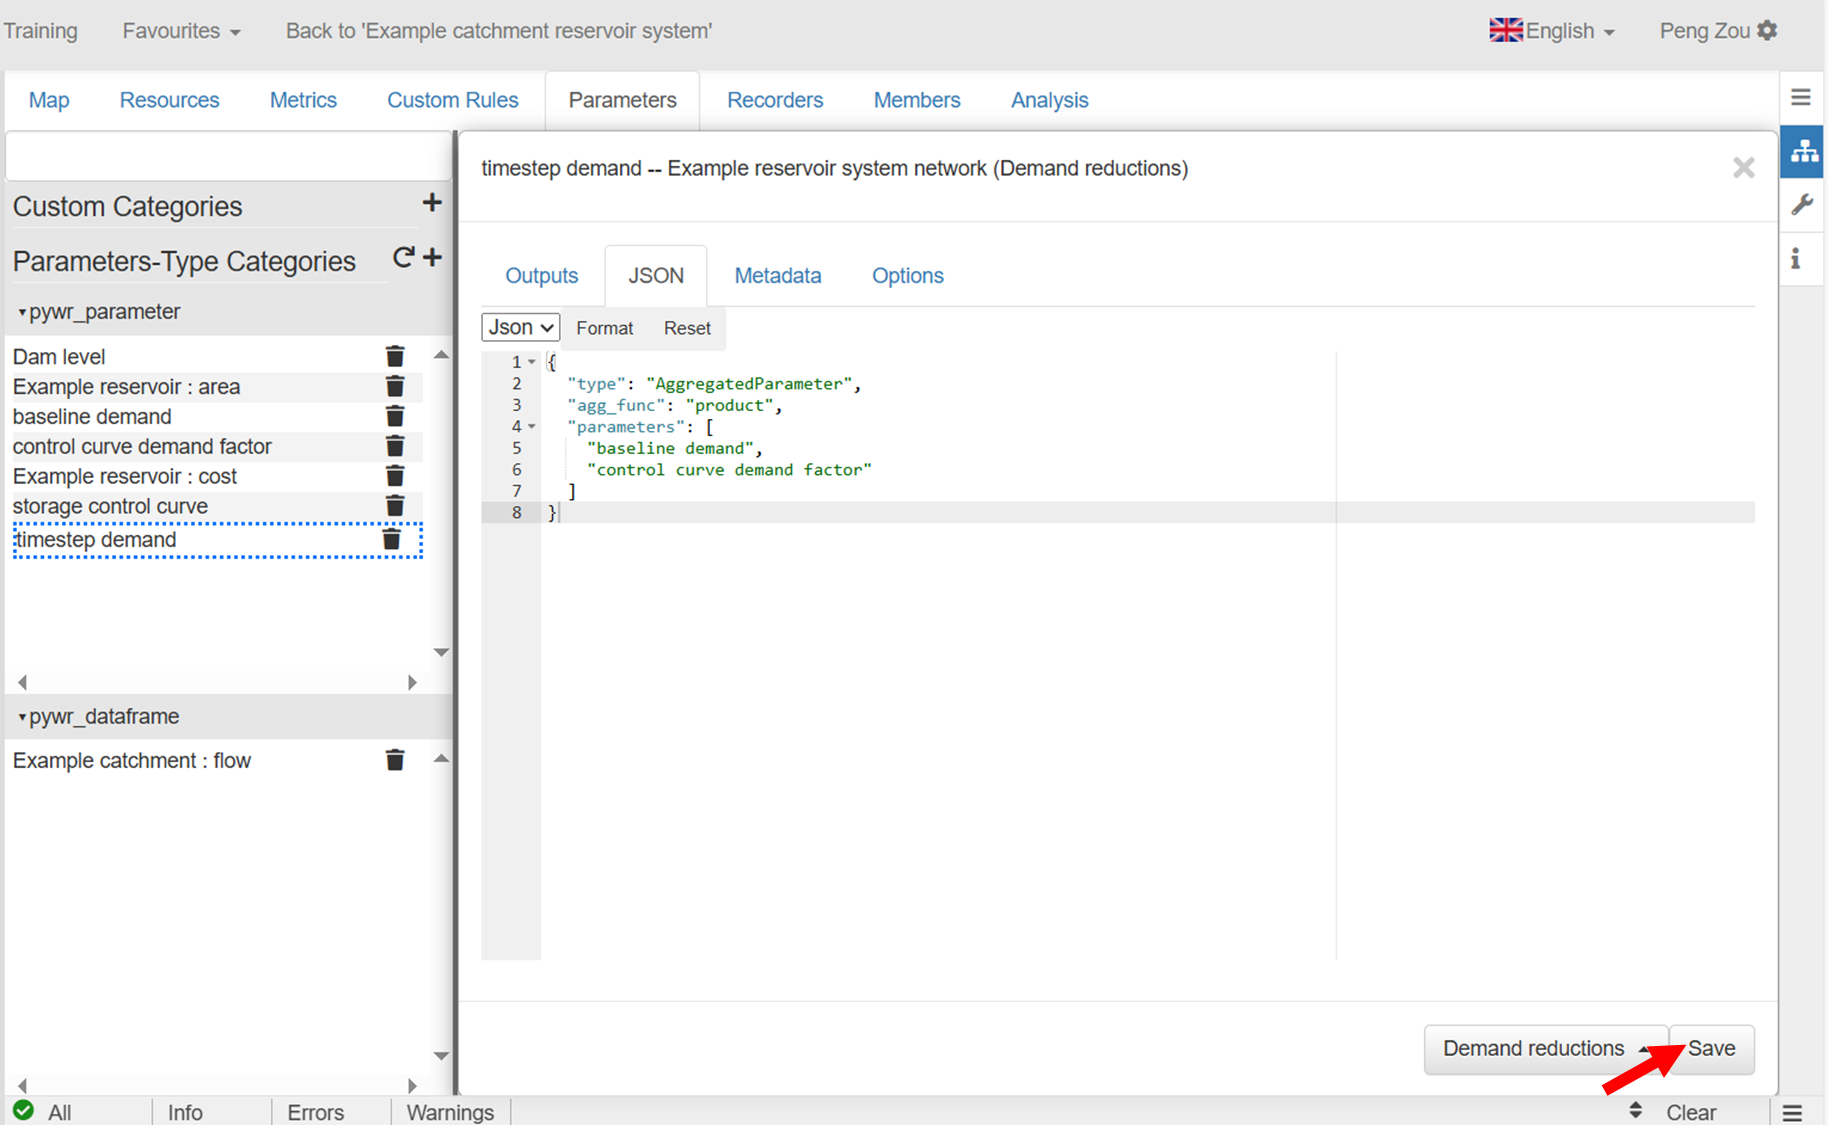 Training Favourites Back to 'Example catchment reservoir system' English Peng Zou
Map Resources Metrics Custom Rules Parameters Recorders Members Analysis
Custom Categories
Parameters-Type Categories
pywr_parameter
Dam level
Example reservoir : area
baseline demand
control curve demand factor
Example reservoir : cost
storage control curve
timestep demand
pywr_dataframe
Example catchment : flow
timestep demand -- Example reservoir system network (Demand reductions)
Outputs JSON Metadata Options
Json Format Reset
1 {
2 "type": "AggregatedParameter",
3 "agg_func": "product",
4 "parameters": [
5 "baseline demand",
6 "control curve demand factor"
7 ]
8 }
Demand reductions Save
All Info Errors Warnings Clear